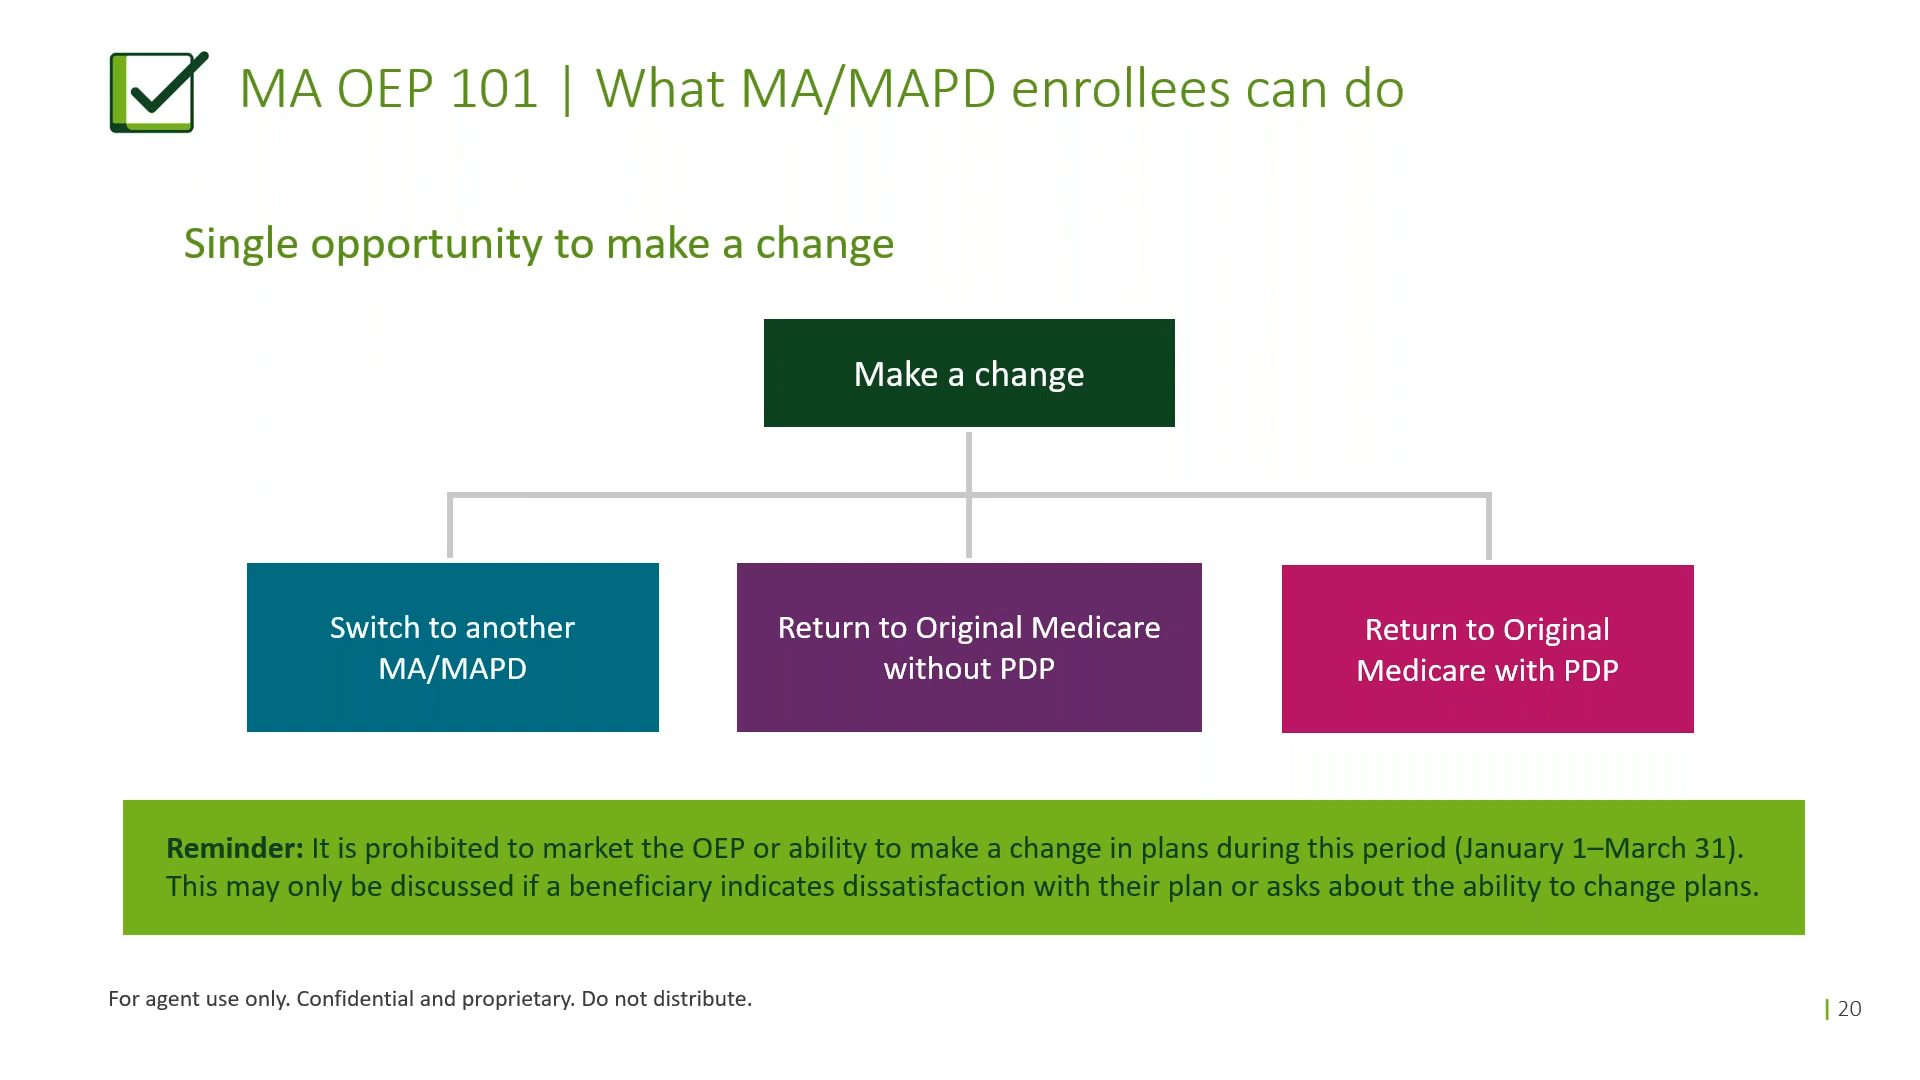 MA OEP 101 | What MA/MAPD enrollees can do
Single opportunity to make a change
Make a change
Switch to another
MA/MAPD
Return to Original Medicare
without PDP
Return to Original
Medicare with PDP
Reminder: It is prohibited to market the OEP or ability to make a change in plans during this period (January 1–March 31).
This may only be discussed if a beneficiary indicates dissatisfaction with their plan or asks about the ability to change plans.
For agent use only. Confidential and proprietary. Do not distribute.
| 20